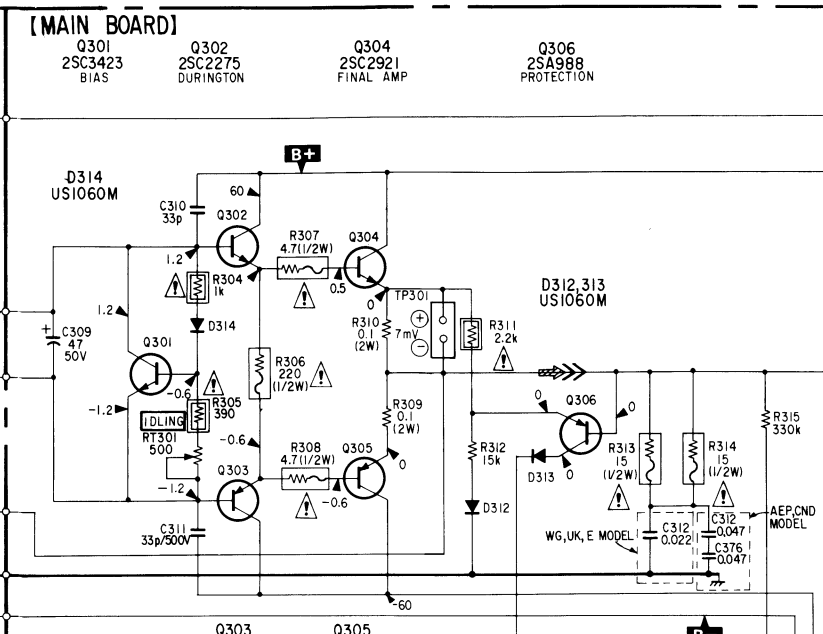 [MAIN BOARD]
Q301
2SC3423
BIAS
Q302
2SC2275
DURINGTON
Q304
2SC2921
FINAL AMP
Q306
2SA988
PROTECTION
D314
US1060M
B+
60
C310
33p
Q302
1.2
R304
1k
R307
4.7(1/2W)
Q304
0.5
0
TP301
+
7mV
−
R310
0.1
(2W)
R311
2.2k
D312,313
US1060M
1.2
D314
+
C309
47
50V
Q301
-0.6
R305
390
R306
220
(1/2W)
-1.2
IDLING
RT301
500
-0.6
R309
0.1
(2W)
0
Q306
0
R315
330k
R308
4.7(1/2W)
Q305
0
R312
15k
D313
0
R313
15
(1/2W)
R314
15
(1/2W)
-1.2
Q303
-0.6
D312
C311
33p/500V
WG,UK, E MODEL
C312
0.022
C312
0.047
C376
0.047
AEP,CND
MODEL
-60
Q303
Q305